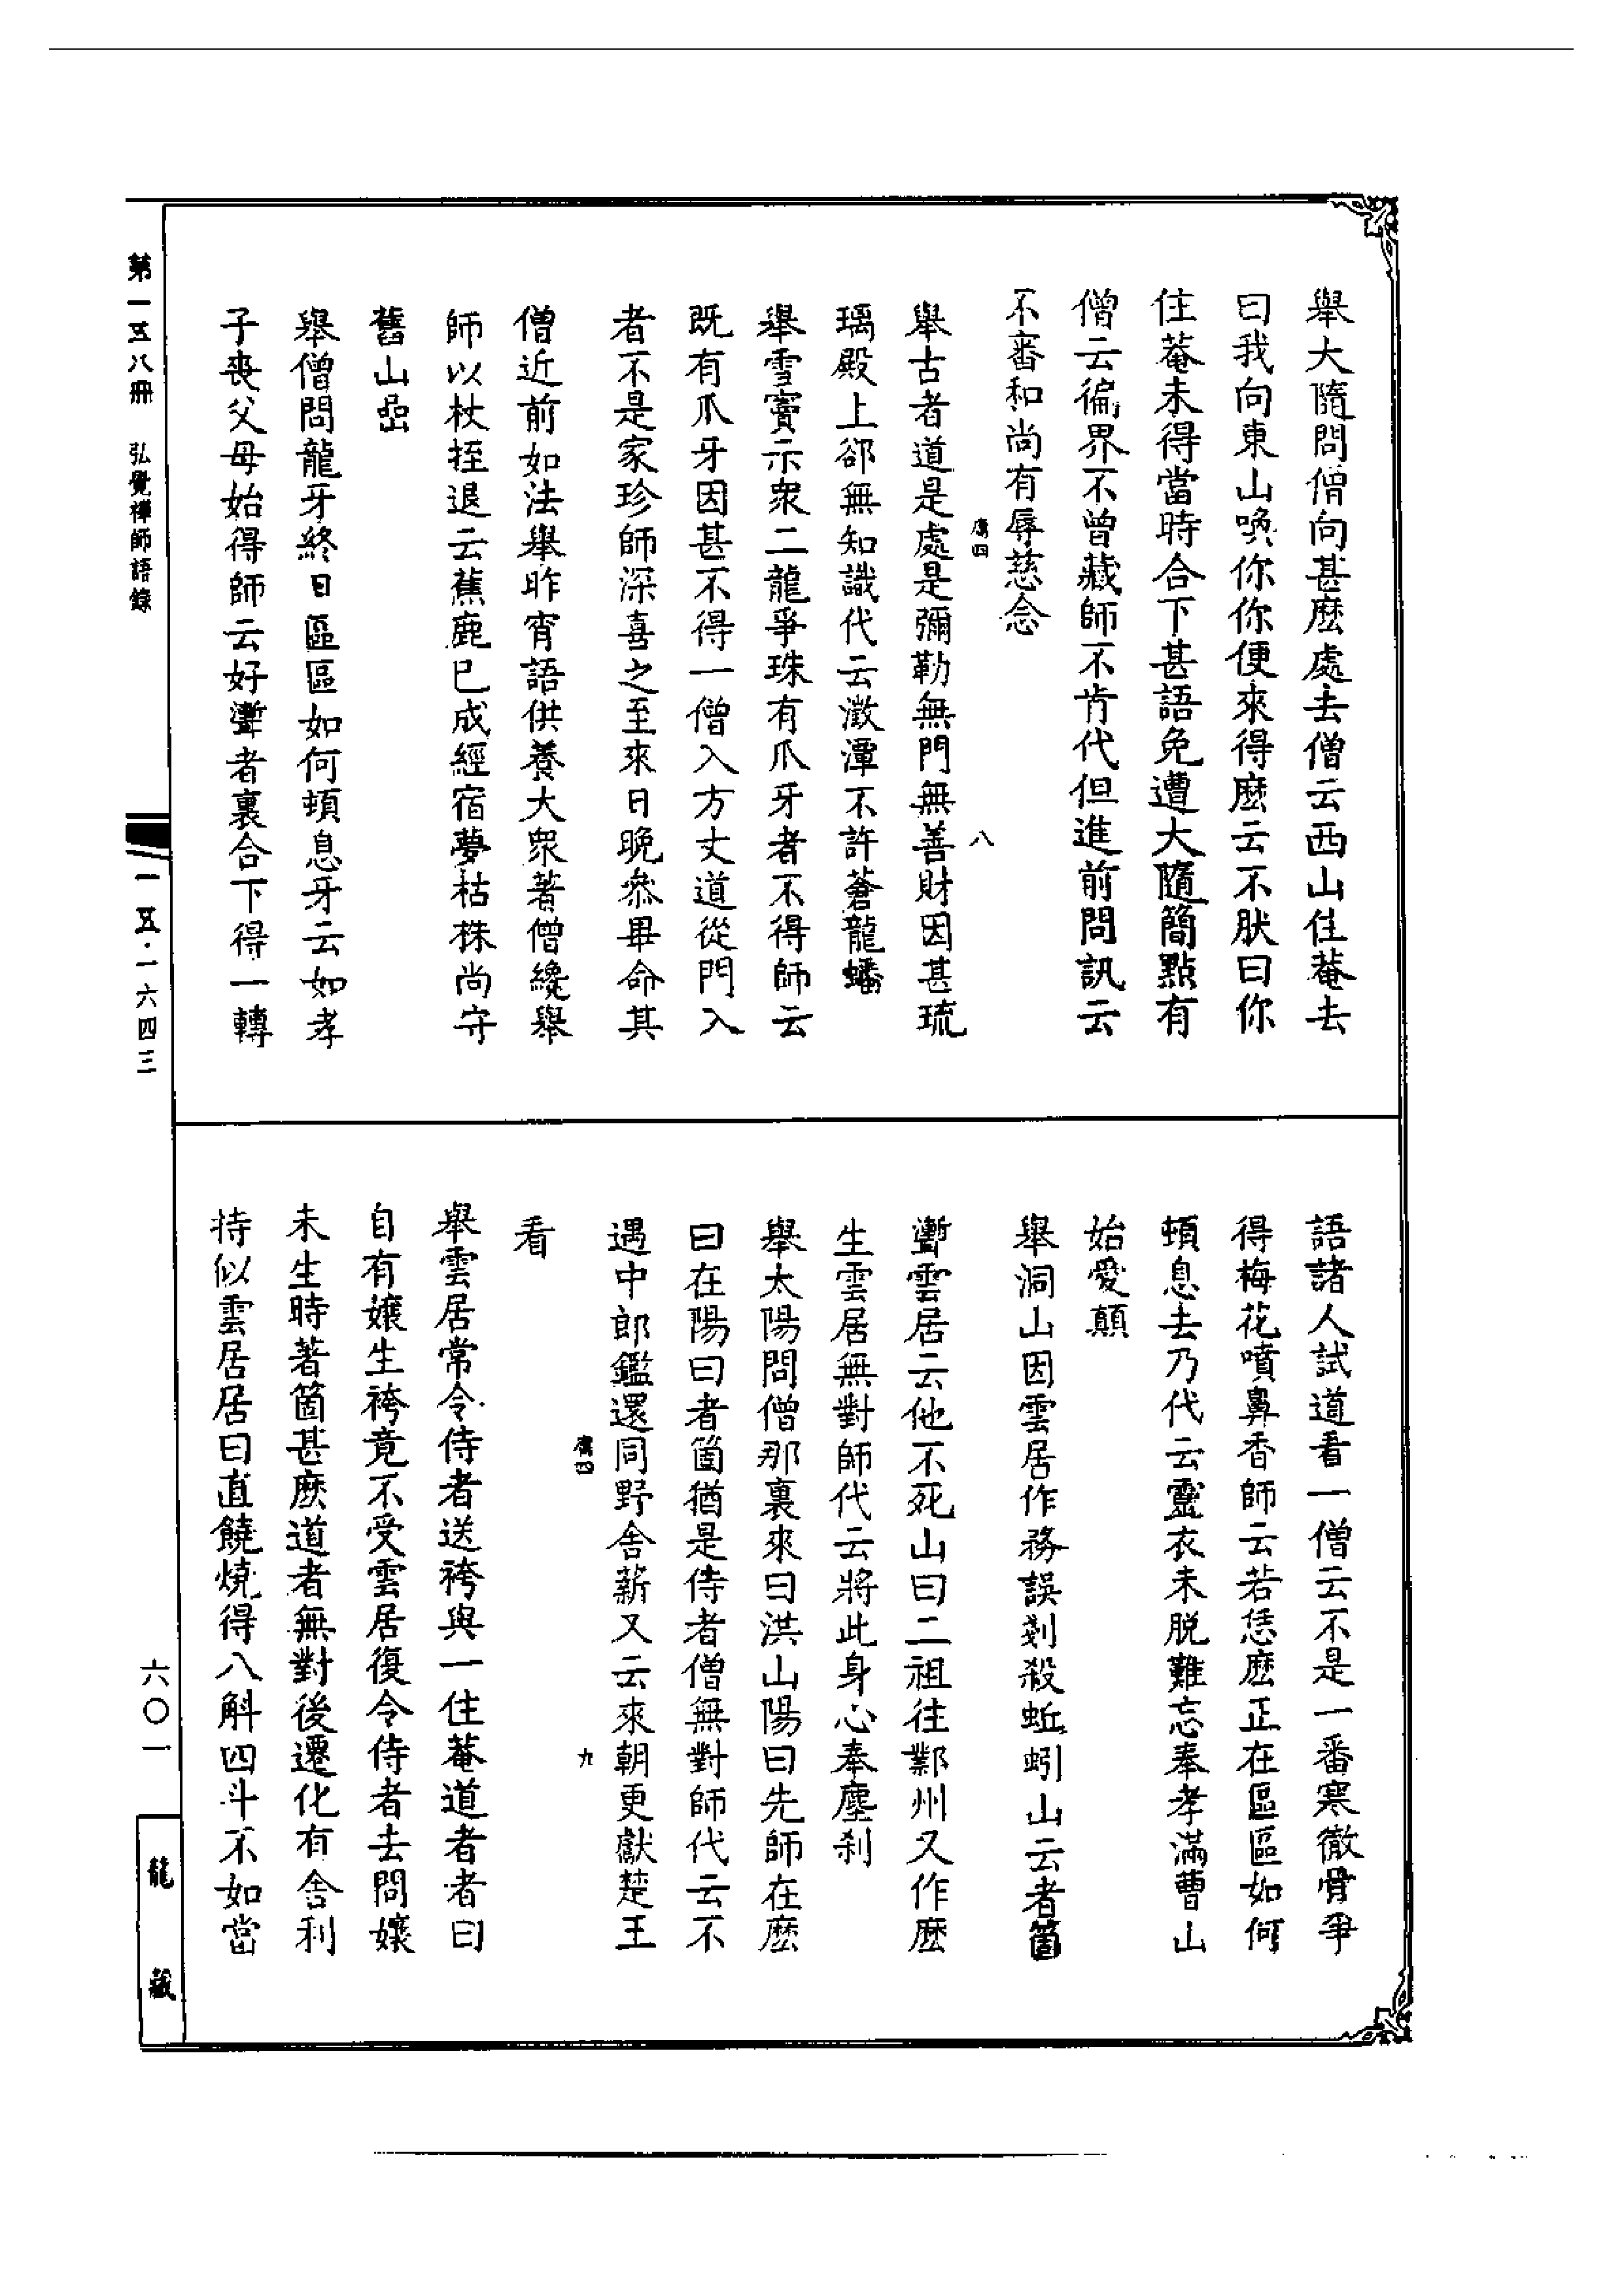 舉大隨問僧向甚麼處去僧云西山住菴去
曰我向東山喚你你便來得麼云不肰曰你
住菴未得當時合下甚語免遭大隨簡點有
僧云徧界不曾藏師不肯代但進前問訊云
不審和尚有辱慈念
八
舉古者道是處是彌勒無門無善財因甚琉
璃殿上郤無知識代云澂潭不許蒼龍蟠
舉雪竇示衆二龍爭珠有爪牙者不得師云
既有爪牙因甚不得一僧入方丈道從門入
者不是家珍師深喜之至來日晚叅畢命其
僧近前如法舉昨宵語供養大衆著僧纔舉
師以杖拄退云蕉鹿已成經宿夢枯株尚守
舊山嵒
舉僧問龍牙終日區區如何頓息牙云如孝
子喪父母始得師云好㘛者裏合下得一轉
第一五八冊 弘覺禪師語錄
一五·一六四三
語諸人試道看一僧云不是一番寒徹骨爭
得梅花噴鼻香師云若恁麽正在區區如何
頓息去乃代云靈衣未脫難忘奉孝滿曹山
始愛顛
舉洞山因雲居作務誤剗殺蚯蚓山云者箇
㘛雲居云他不死山曰二祖往鄴州又作麽
生雲居無對師代云將此身心奉塵刹
舉太陽問僧那裏來曰洪山陽曰先師在麽
曰在陽曰者箇猶是侍者僧無對師代云不
遇中郎鑑還同野舍薪又云來朝更獻楚王
九
看
舉雲居常令侍者送袴與一住菴道者者曰
自有孃生袴竟不受雲居復令侍者去問孃
未生時著箇甚麽道者無對後遷化有舍利
持似雲居居曰直饒燒得八斛四斗不如當
六〇一
龍藏